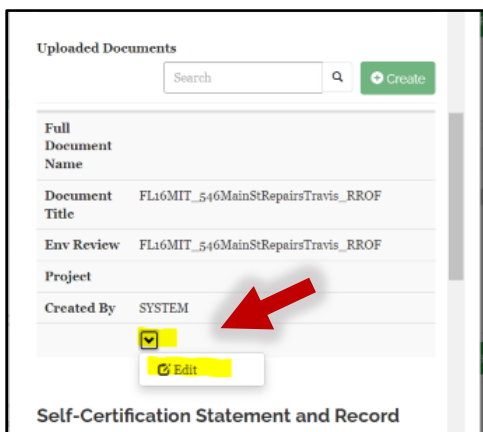 Uploaded Documents
Search
Create
Full
Document
Name
Document FL16MIT_546MainStRepairsTravis_RROF
Title
Env Review FL16MIT_546MainStRepairsTravis_RROF
Project
Created By SYSTEM
Edit
Self-Certification Statement and Record